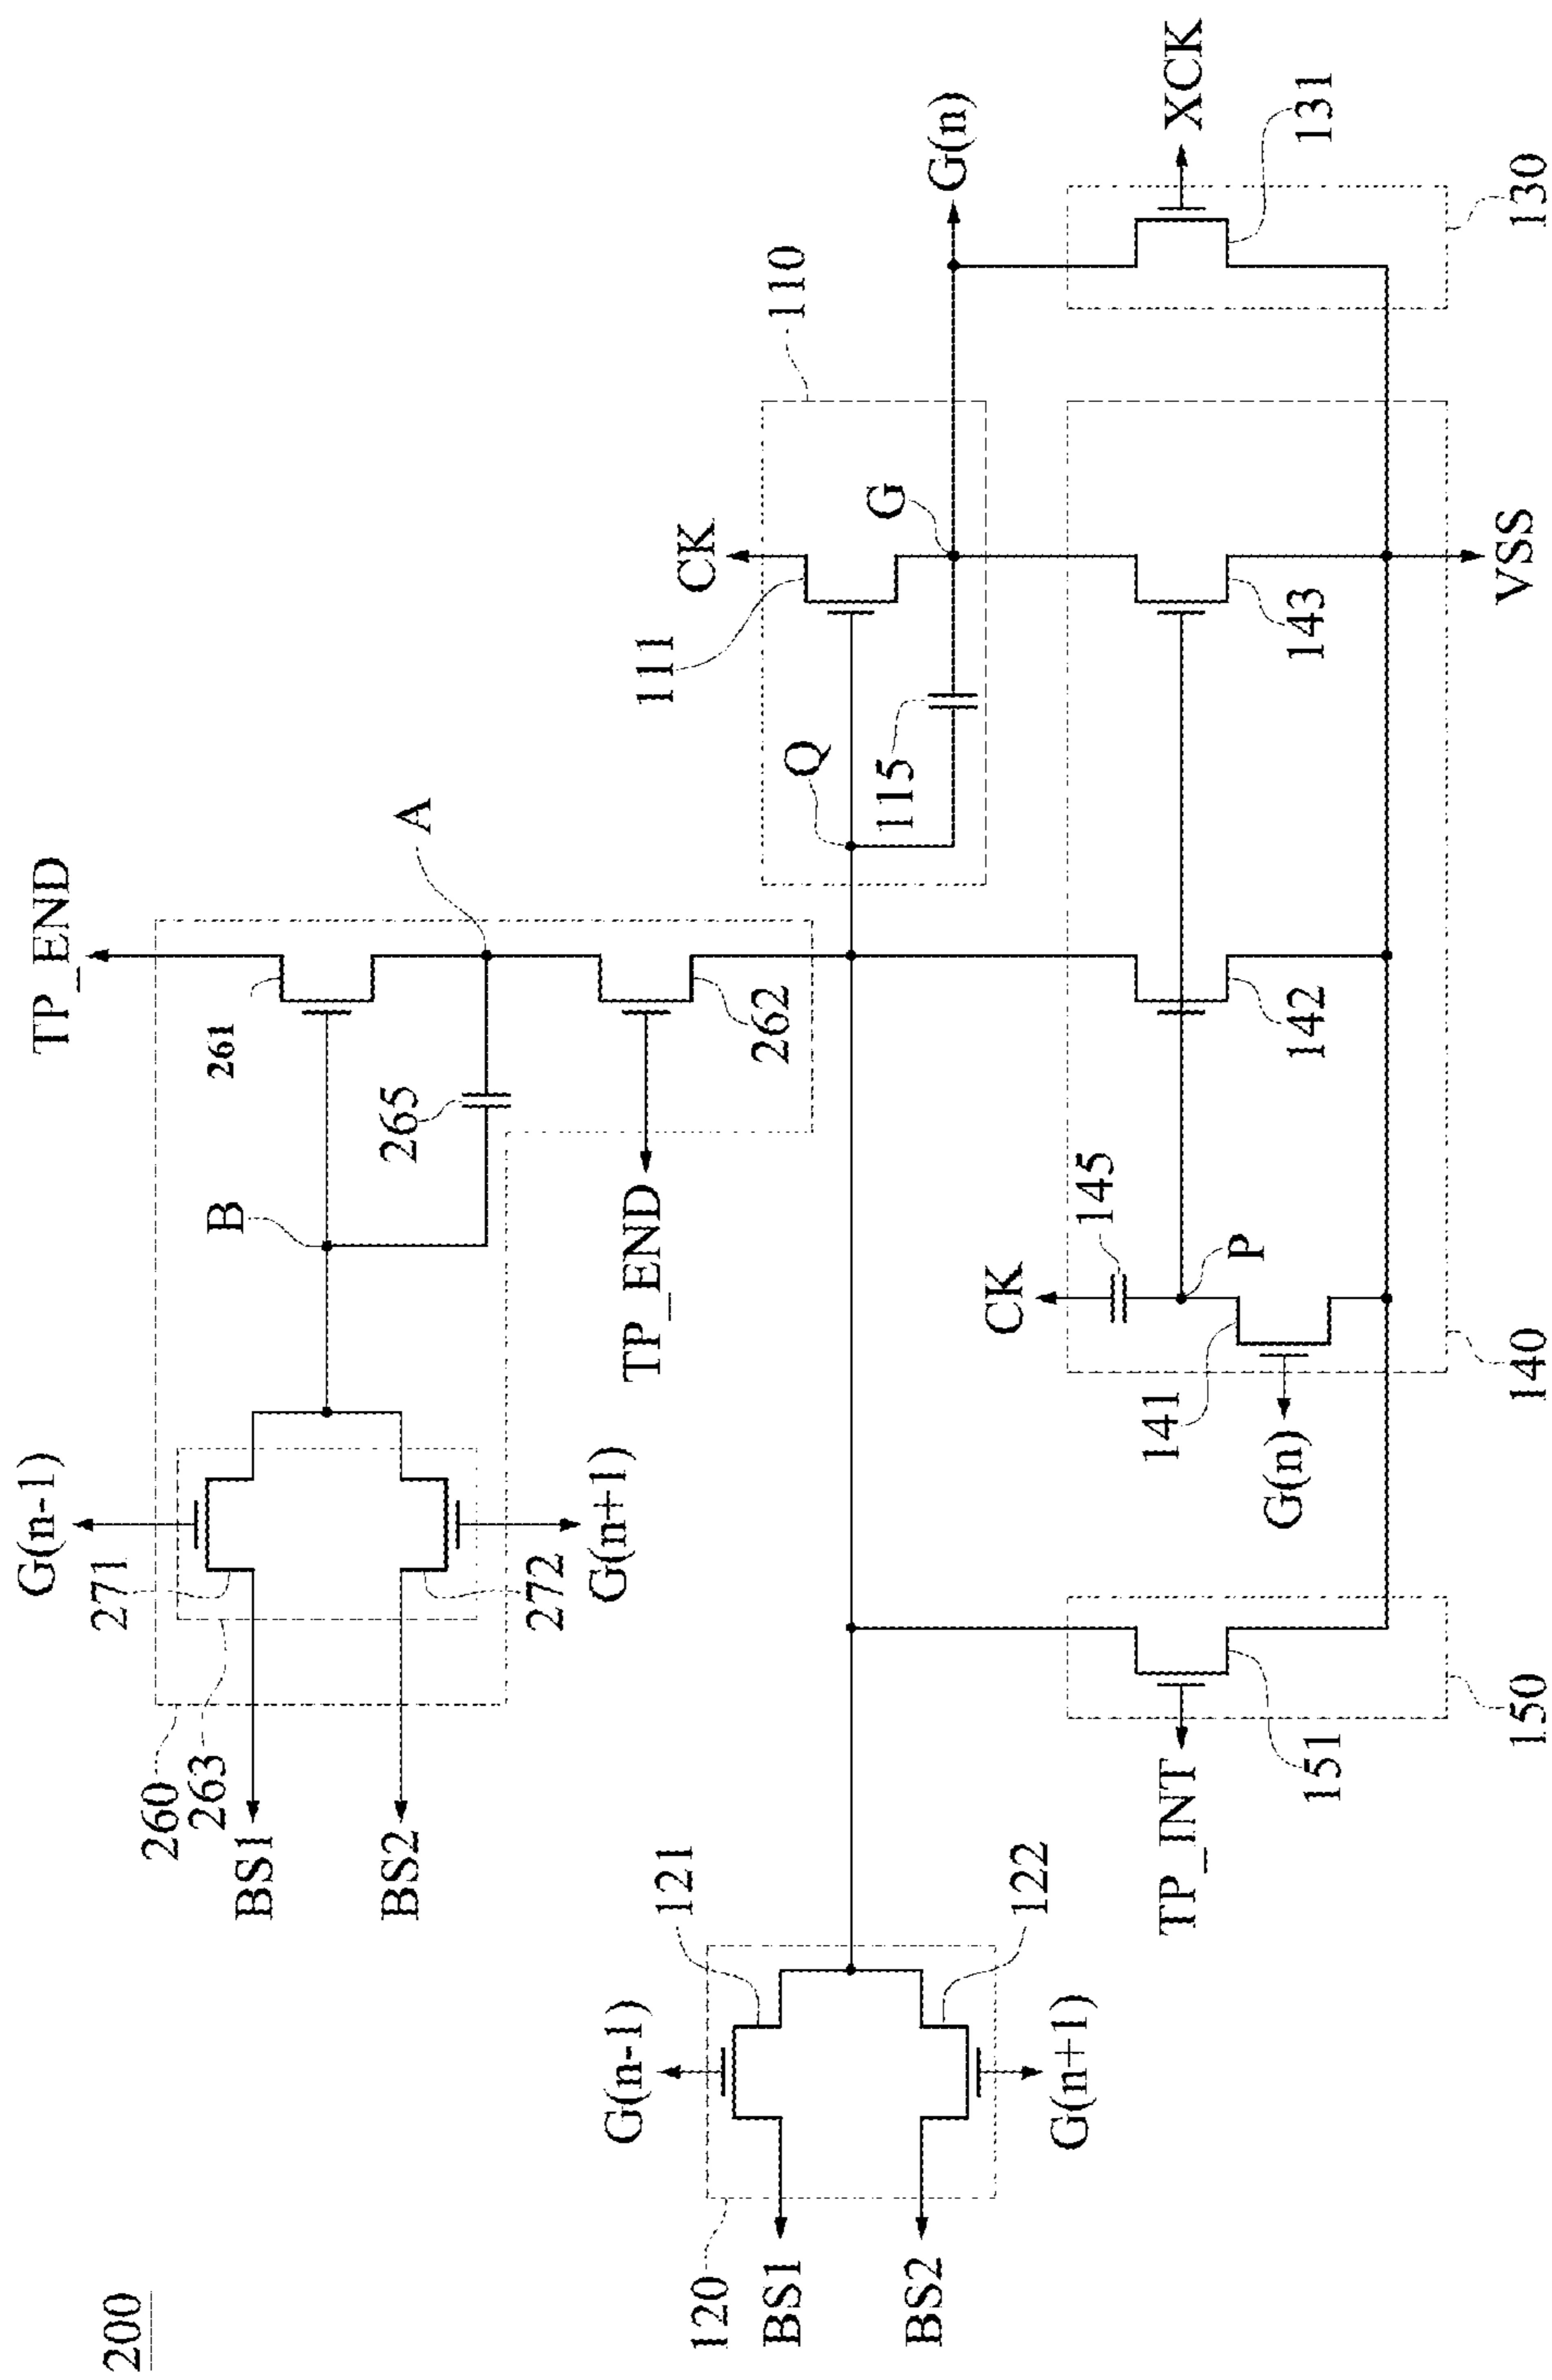 200
TP_END
G(n-1)
271
261
A
B
265
263
260
BS1
BS2
272
G(n+1)
TP_END
262
CK
110
111
Q
G
115
G(n)
121
G(n-1)
120
BS1
BS2
122
G(n+1)
CK
145
P
141
G(n)
140
142
143
XCK
131
130
TP_INT
151
150
VSS